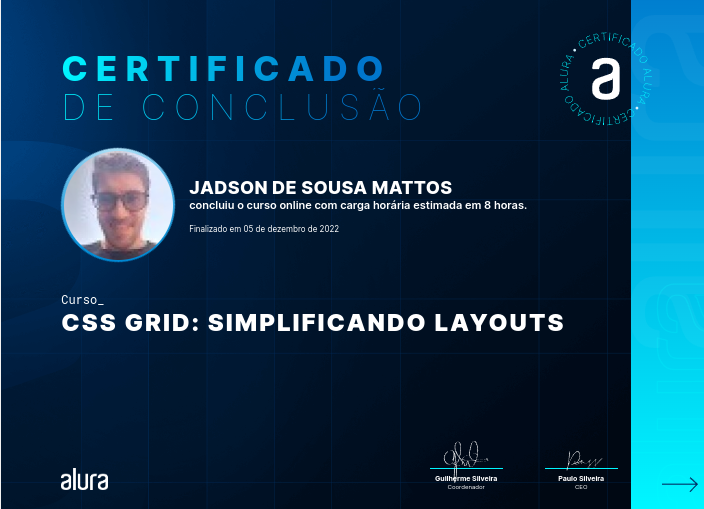 CERTIFICADO
DE CONCLUSÃO
CERTIFICADO ALURA • CERTIFICADO ALURA •
a
JADSON DE SOUSA MATTOS
concluiu o curso online com carga horária estimada em 8 horas.
Finalizado em 05 de dezembro de 2022
Curso_
CSS GRID: SIMPLIFICANDO LAYOUTS
alura
Guilherme Silveira
Coordenador
Paulo Silveira
CEO